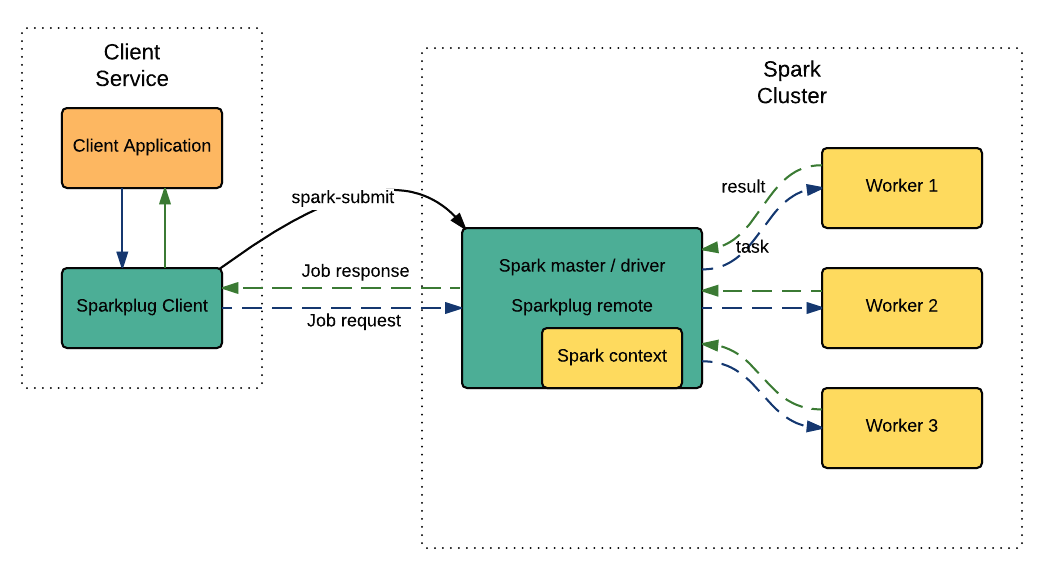 Client
Service
Client Application
Sparkplug Client
spark-submit
Job response
Job request
Spark
Cluster
Spark master / driver
Sparkplug remote
Spark context
result
task
Worker 1
Worker 2
Worker 3